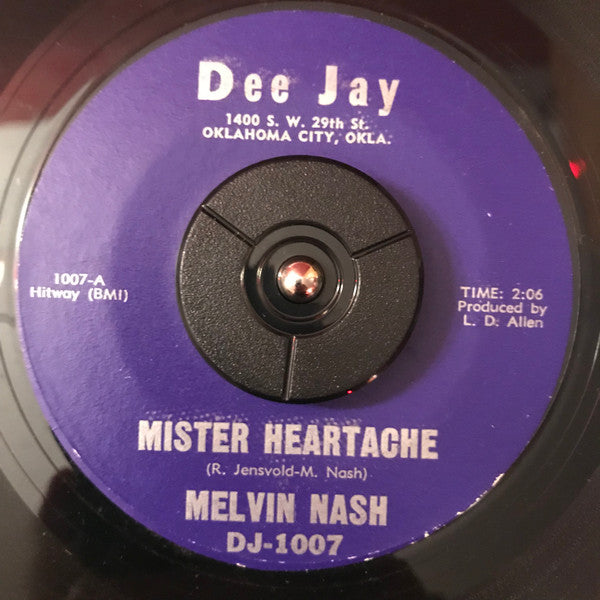 Dee Jay
1400 S. W. 29th St.
OKLAHOMA CITY, OKLA.
1007-A
Hitway (BMI)
TIME: 2:06
Produced by
L. D. Allen
MISTER HEARTACHE
(R. Jensvold-M. Nash)
MELVIN NASH
DJ-1007